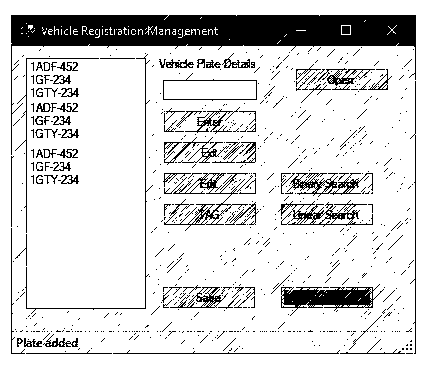 Vehicle Registration Management
1ADF-452
1GF-234
1GTY-234
1ADF-452
1GF-234
1GTY-234
1ADF-452
1GF-234
1GTY-234
Vehicle Plate Details
Open
Enter
Exit
Edit
Binary Search
TAG
Linear Search
Save
Plate added